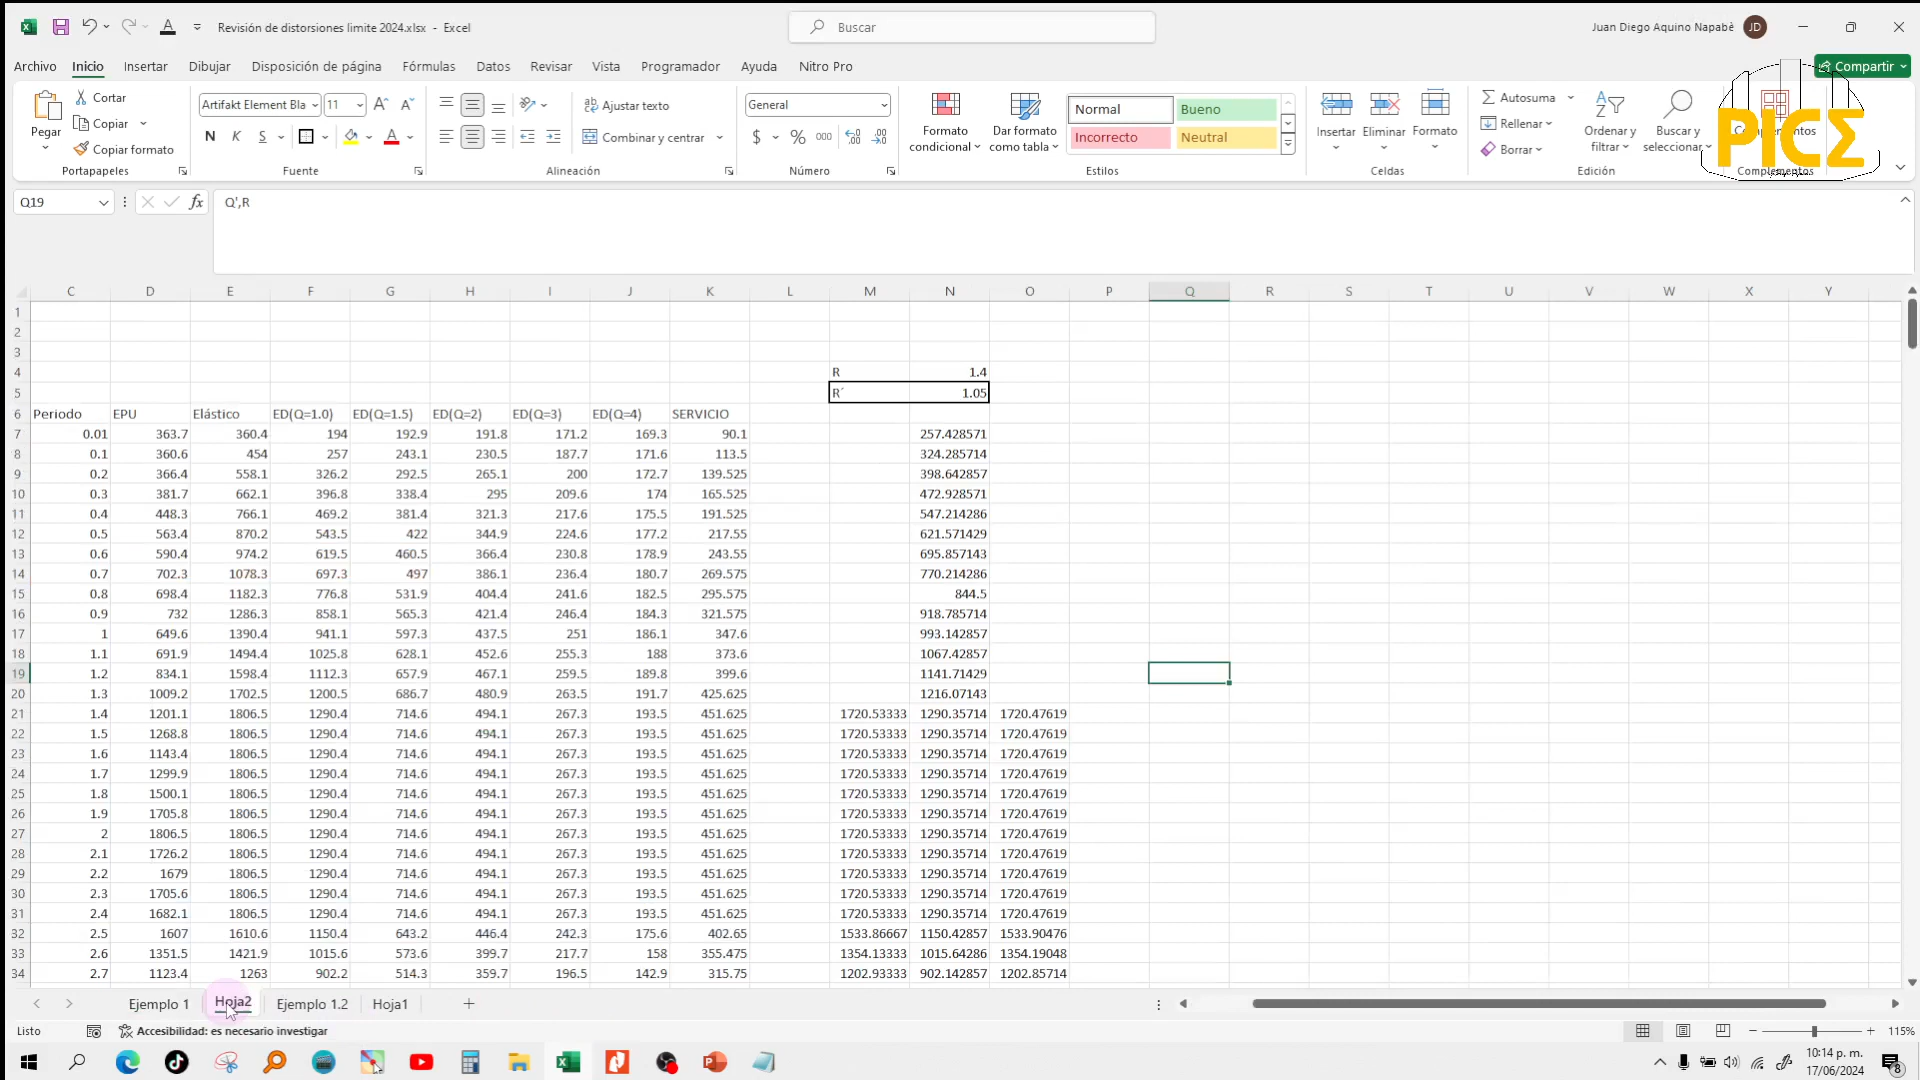 Revisión de distorsiones limite 2024.xlsx - Excel
Buscar
Juan Diego Aquino Napabè JD
Archivo Inicio Insertar Dibujar Disposición de página Fórmulas Datos Revisar Vista Programador Ayuda Nitro Pro Compartir
Pegar Cortar Copiar Copiar formato
Portapapeles
Artifakt Element Bla 11
N K S
Fuente
Ajustar texto
Combinar y centrar
Alineación
General
$ % 000
Número
Formato condicional
Dar formato como tabla
Normal Bueno
Incorrecto Neutral
Estilos
Insertar Eliminar Formato
Celdas
Autosuma
Rellenar
Borrar
Ordenar y filtrar
Buscar y seleccionar
Edición
Complementos
Complementos
PICΣ
Q19 fx Q',R
C D E F G H I J K L M N O P Q R S T U V W X Y
1
2
3
4 R 1.4
5 R´ 1.05
6 Periodo EPU Elástico ED(Q=1.0) ED(Q=1.5) ED(Q=2) ED(Q=3) ED(Q=4) SERVICIO
7 0.01 363.7 360.4 194 192.9 191.8 171.2 169.3 90.1 257.428571
8 0.1 360.6 454 257 243.1 230.5 187.7 171.6 113.5 324.285714
9 0.2 366.4 558.1 326.2 292.5 265.1 200 172.7 139.525 398.642857
10 0.3 381.7 662.1 396.8 338.4 295 209.6 174 165.525 472.928571
11 0.4 448.3 766.1 469.2 381.4 321.3 217.6 175.5 191.525 547.214286
12 0.5 563.4 870.2 543.5 422 344.9 224.6 177.2 217.55 621.571429
13 0.6 590.4 974.2 619.5 460.5 366.4 230.8 178.9 243.55 695.857143
14 0.7 702.3 1078.3 697.3 497 386.1 236.4 180.7 269.575 770.214286
15 0.8 698.4 1182.3 776.8 531.9 404.4 241.6 182.5 295.575 844.5
16 0.9 732 1286.3 858.1 565.3 421.4 246.4 184.3 321.575 918.785714
17 1 649.6 1390.4 941.1 597.3 437.5 251 186.1 347.6 993.142857
18 1.1 691.9 1494.4 1025.8 628.1 452.6 255.3 188 373.6 1067.42857
19 1.2 834.1 1598.4 1112.3 657.9 467.1 259.5 189.8 399.6 1141.71429
20 1.3 1009.2 1702.5 1200.5 686.7 480.9 263.5 191.7 425.625 1216.07143
21 1.4 1201.1 1806.5 1290.4 714.6 494.1 267.3 193.5 451.625 1720.53333 1290.35714 1720.47619
22 1.5 1268.8 1806.5 1290.4 714.6 494.1 267.3 193.5 451.625 1720.53333 1290.35714 1720.47619
23 1.6 1143.4 1806.5 1290.4 714.6 494.1 267.3 193.5 451.625 1720.53333 1290.35714 1720.47619
24 1.7 1299.9 1806.5 1290.4 714.6 494.1 267.3 193.5 451.625 1720.53333 1290.35714 1720.47619
25 1.8 1500.1 1806.5 1290.4 714.6 494.1 267.3 193.5 451.625 1720.53333 1290.35714 1720.47619
26 1.9 1705.8 1806.5 1290.4 714.6 494.1 267.3 193.5 451.625 1720.53333 1290.35714 1720.47619
27 2 1806.5 1806.5 1290.4 714.6 494.1 267.3 193.5 451.625 1720.53333 1290.35714 1720.47619
28 2.1 1726.2 1806.5 1290.4 714.6 494.1 267.3 193.5 451.625 1720.53333 1290.35714 1720.47619
29 2.2 1679 1806.5 1290.4 714.6 494.1 267.3 193.5 451.625 1720.53333 1290.35714 1720.47619
30 2.3 1705.6 1806.5 1290.4 714.6 494.1 267.3 193.5 451.625 1720.53333 1290.35714 1720.47619
31 2.4 1682.1 1806.5 1290.4 714.6 494.1 267.3 193.5 451.625 1720.53333 1290.35714 1720.47619
32 2.5 1607 1610.6 1150.4 643.2 446.4 242.3 175.6 402.65 1533.86667 1150.42857 1533.90476
33 2.6 1351.5 1421.9 1015.6 573.6 399.7 217.7 158 355.475 1354.13333 1015.64286 1354.19048
34 2.7 1123.4 1263 902.2 514.3 359.7 196.5 142.9 315.75 1202.93333 902.142857 1202.85714
Ejemplo 1 Hoja2 Ejemplo 1.2 Hoja1
Listo Accesibilidad: es necesario investigar 115%
10:14 p. m.
17/06/2024
8